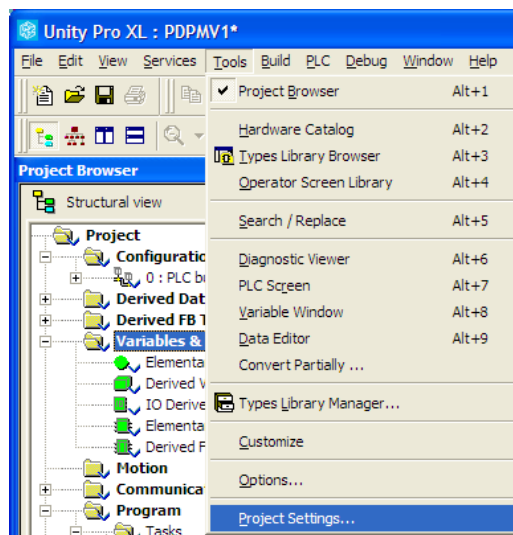 Unity Pro XL : PDPMV1*
File Edit View Services Tools Build PLC Debug Window Help
Project Browser Alt+1
Hardware Catalog Alt+2
Types Library Browser Alt+3
Operator Screen Library Alt+4
Search / Replace Alt+5
Diagnostic Viewer Alt+6
PLC Screen Alt+7
Variable Window Alt+8
Data Editor Alt+9
Convert Partially ...
Types Library Manager...
Customize
Options...
Project Settings...
Project Browser
Structural view
Project
Configuratio
0 : PLC bu
Derived Dat
Derived FB T
Variables &
Elementa
Derived V
IO Derive
Elementa
Derived F
Motion
Communica
Program
Tasks